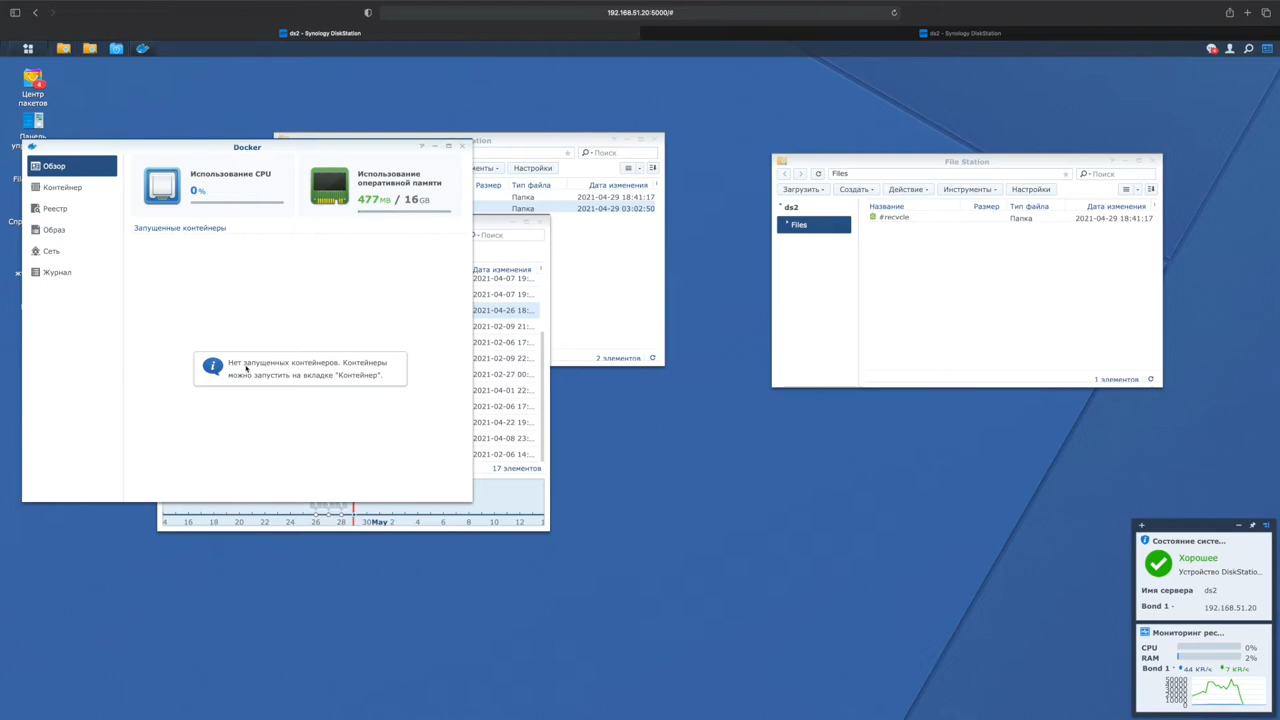 192.168.51.20:5000/#
ds2 - Synology DiskStation
ds2 - Synology DiskStation
Центр
пакетов
Панель
Docker
Обзор
Контейнер
Реестр
Образ
Сеть
Журнал
Использование CPU
0%
Использование
оперативной памяти
477MB / 16GB
Запущенные контейнеры
Нет запущенных контейнеров. Контейнеры
можно запустить на вкладке "Контейнер".
Поиск
Настройки
Размер
Тип файла
Дата изменения
Папка
2021-04-29 18:41:17
Папка
2021-04-29 03:02:50
2 элементов
Поиск
Дата изменения
2021-04-07 19:...
2021-04-07 19:...
2021-04-26 18:...
2021-02-09 21:...
2021-02-06 17:...
2021-02-09 22:...
2021-02-27 00:...
2021-04-01 22:...
2021-02-06 17:...
2021-04-22 19:...
2021-04-08 23:...
2021-02-06 14:...
17 элементов
14 16 18 20 22 24 26 28 30 May 2 4 6 8 10 12
File Station
Files
Поиск
Загрузить
Создать
Действие
Инструменты
Настройки
ds2
Files
Название
Размер
Тип файла
Дата изменения
#recycle
Папка
2021-04-29 18:41:17
1 элементов
Состояние систе...
Хорошее
Устройство DiskStatio...
Имя сервера ds2
Bond 1 192.168.51.20
Мониторинг рес...
CPU 0%
RAM 2%
Bond 1 44 KB/s 7 KB/s
50000
40000
30000
20000
10000
0